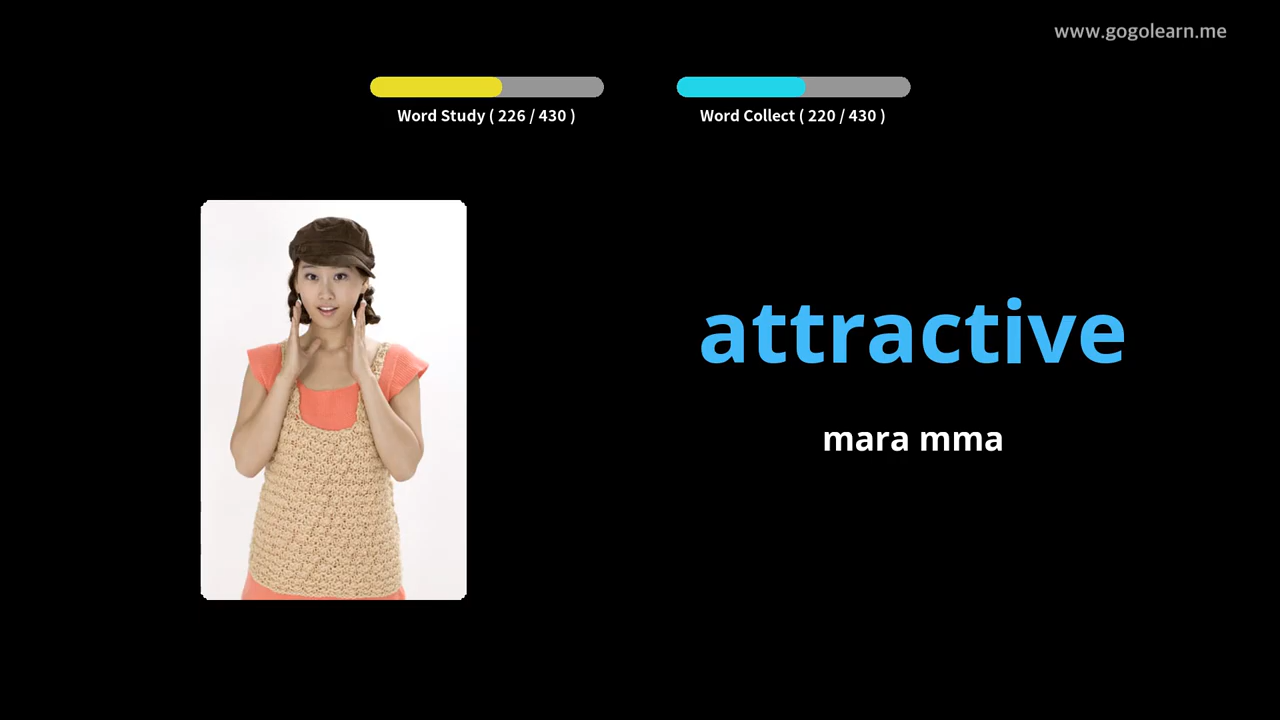 www.gogolearn.me
Word Study ( 226 / 430 )
Word Collect ( 220 / 430 )
attractive
mara mma